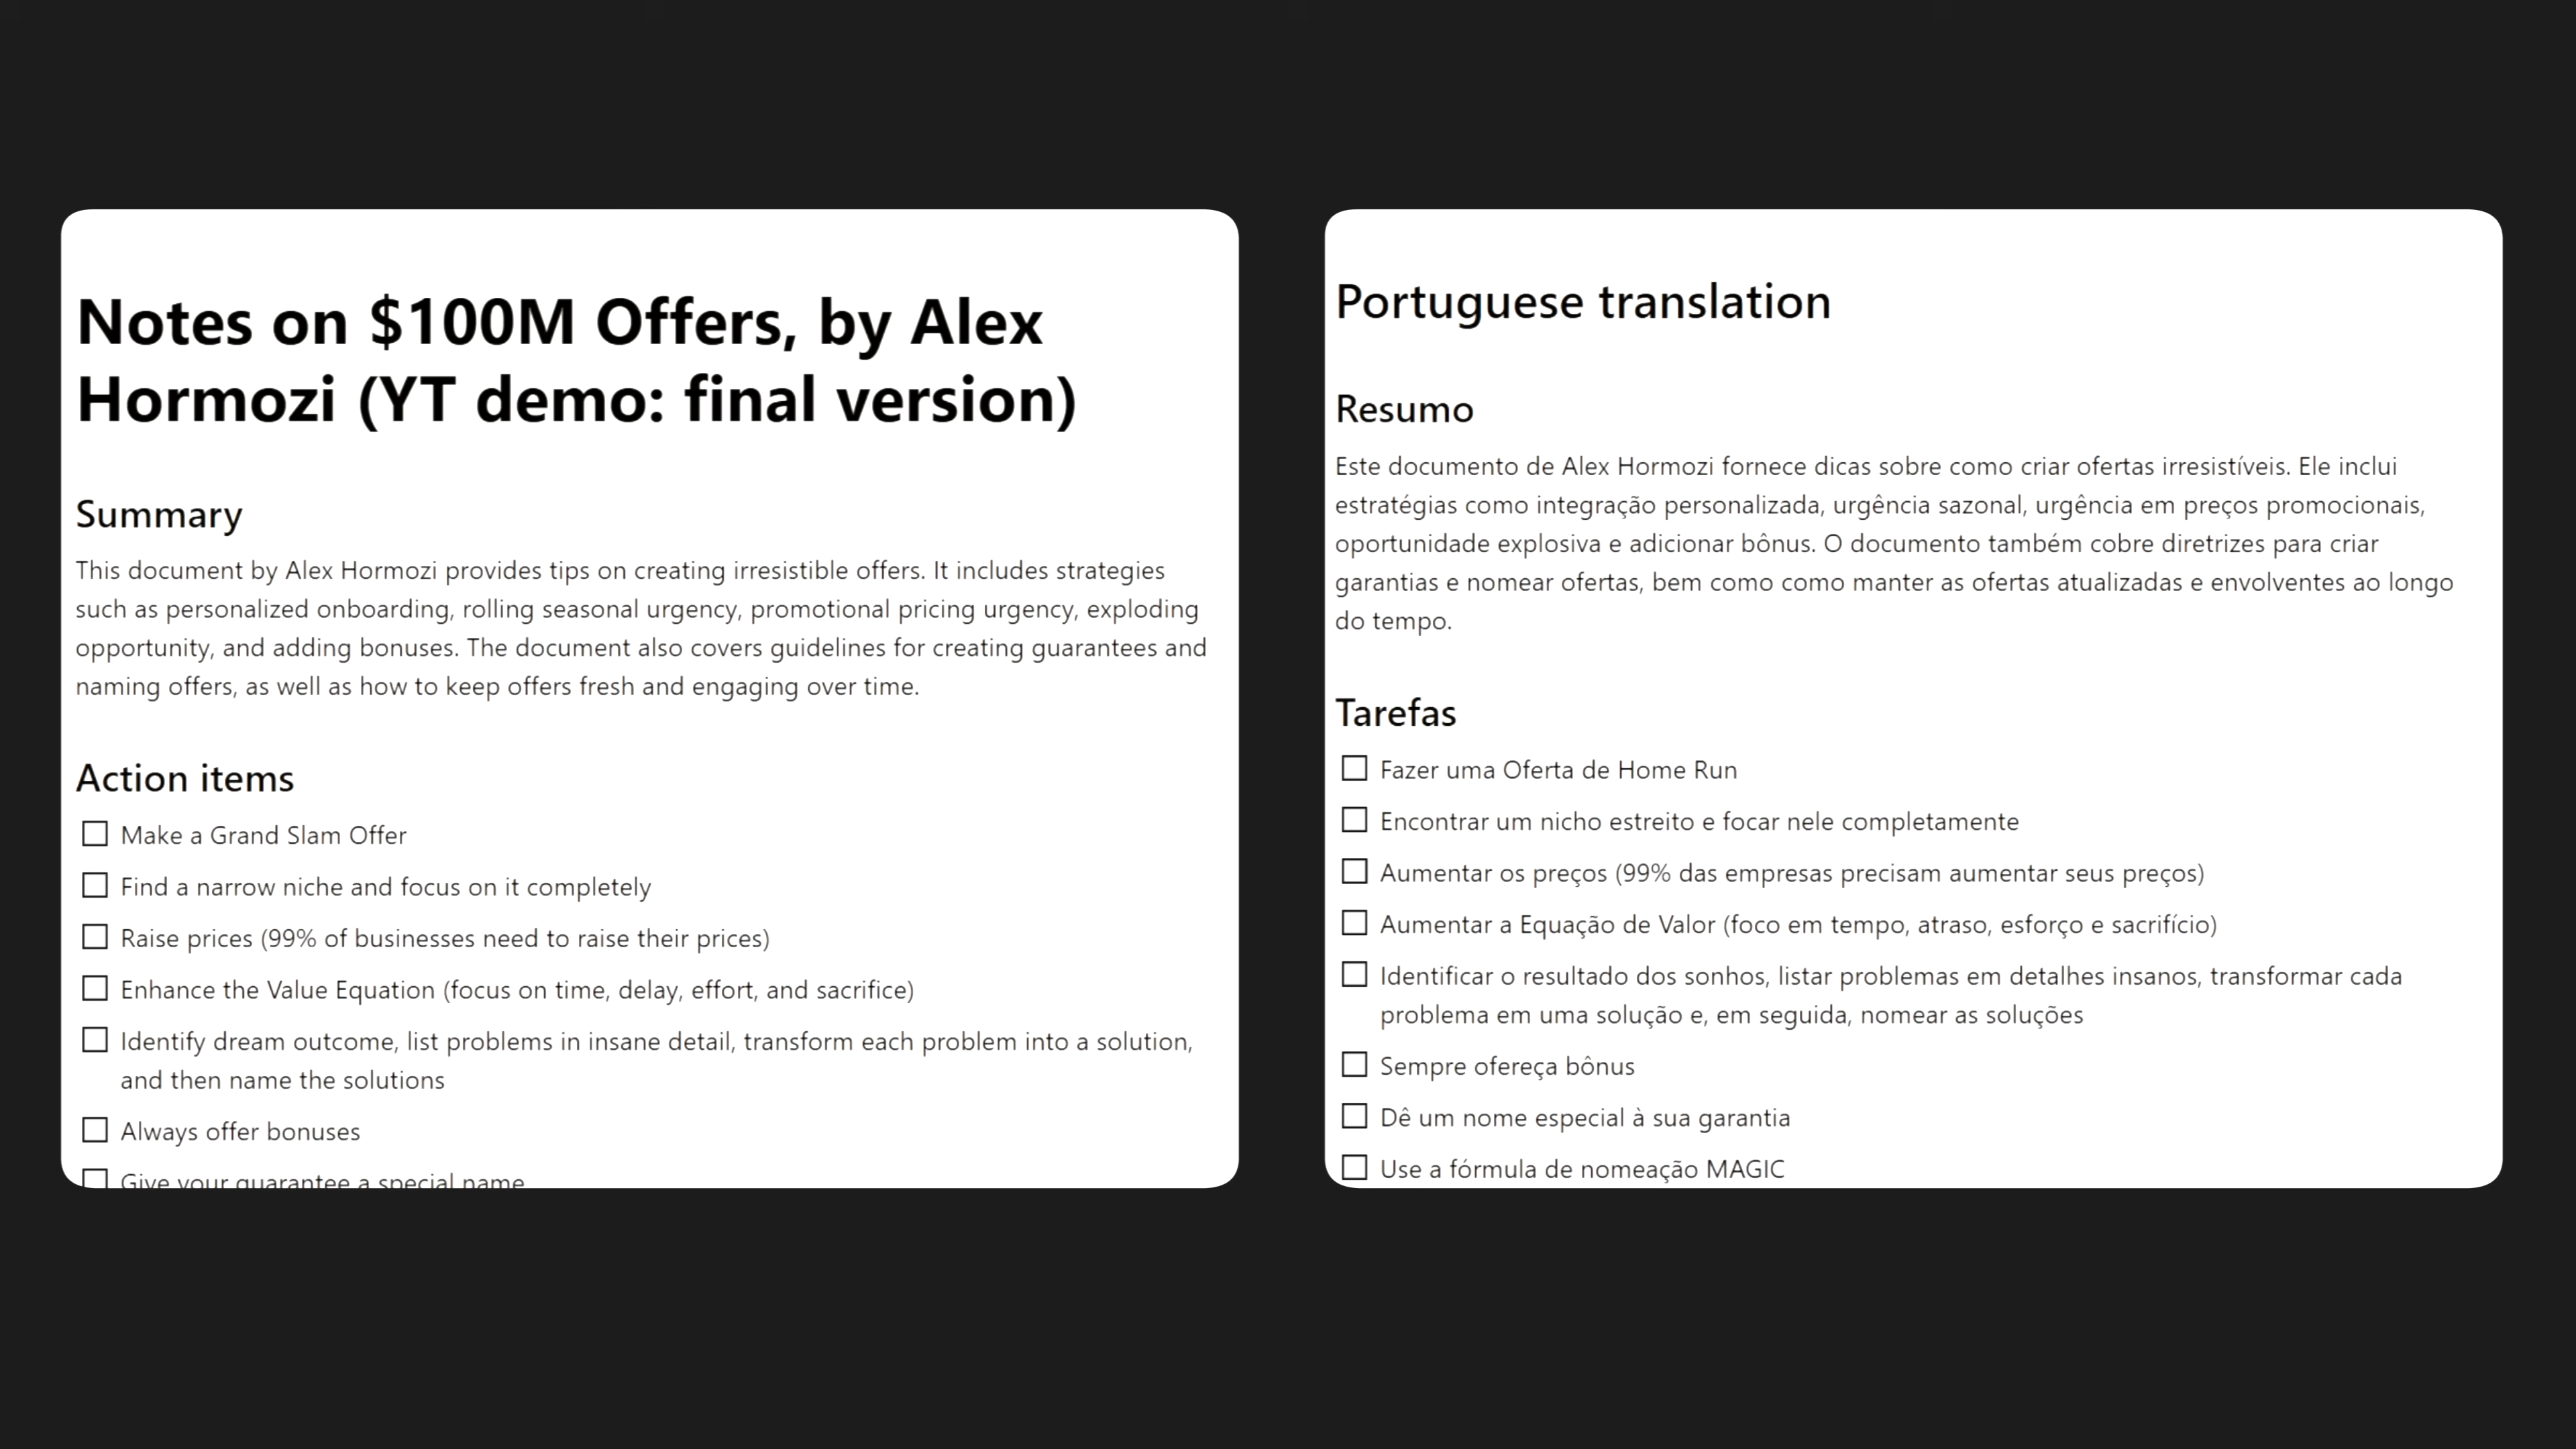 Notes on $100M Offers, by Alex
Hormozi (YT demo: final version)
Summary
This document by Alex Hormozi provides tips on creating irresistible offers. It includes strategies
such as personalized onboarding, rolling seasonal urgency, promotional pricing urgency, exploding
opportunity, and adding bonuses. The document also covers guidelines for creating guarantees and
naming offers, as well as how to keep offers fresh and engaging over time.
Action items
Make a Grand Slam Offer
Find a narrow niche and focus on it completely
Raise prices (99% of businesses need to raise their prices)
Enhance the Value Equation (focus on time, delay, effort, and sacrifice)
Identify dream outcome, list problems in insane detail, transform each problem into a solution,
and then name the solutions
Always offer bonuses
Give your guarantee a special name
Portuguese translation
Resumo
Este documento de Alex Hormozi fornece dicas sobre como criar ofertas irresistíveis. Ele inclui
estratégias como integração personalizada, urgência sazonal, urgência em preços promocionais,
oportunidade explosiva e adicionar bônus. O documento também cobre diretrizes para criar
garantias e nomear ofertas, bem como como manter as ofertas atualizadas e envolventes ao longo
do tempo.
Tarefas
Fazer uma Oferta de Home Run
Encontrar um nicho estreito e focar nele completamente
Aumentar os preços (99% das empresas precisam aumentar seus preços)
Aumentar a Equação de Valor (foco em tempo, atraso, esforço e sacrifício)
Identificar o resultado dos sonhos, listar problemas em detalhes insanos, transformar cada
problema em uma solução e, em seguida, nomear as soluções
Sempre ofereça bônus
Dê um nome especial à sua garantia
Use a fórmula de nomeação MAGIC